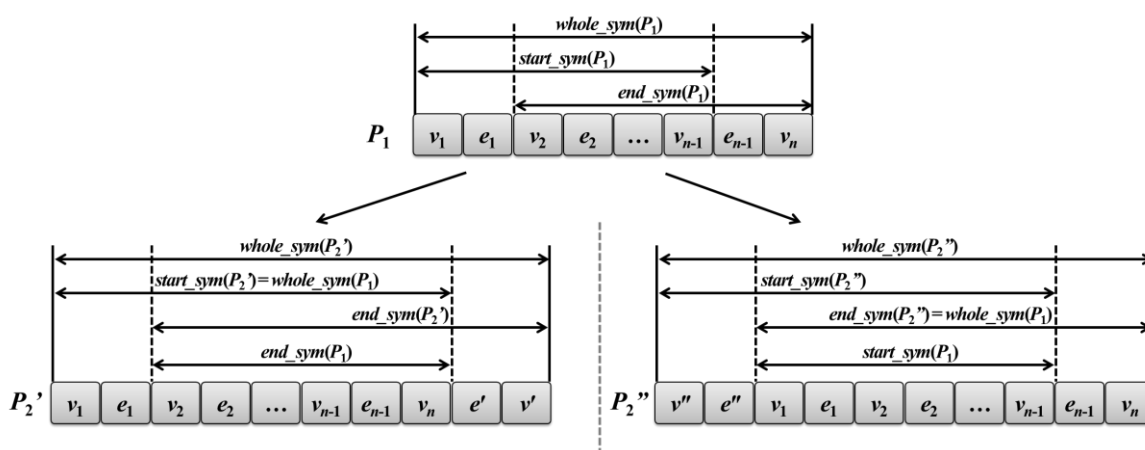 whole_sym(P1)
start_sym(P1)
end_sym(P1)
P1 v1 e1 v2 e2 … vn-1 en-1 vn
whole_sym(P2')
start_sym(P2')=whole_sym(P1)
end_sym(P2')
end_sym(P1)
P2' v1 e1 v2 e2 … vn-1 en-1 vn e' v'
whole_sym(P2'')
start_sym(P2'')
end_sym(P2'')=whole_sym(P1)
start_sym(P1)
P2'' v'' e'' v1 e1 v2 e2 … vn-1 en-1 vn